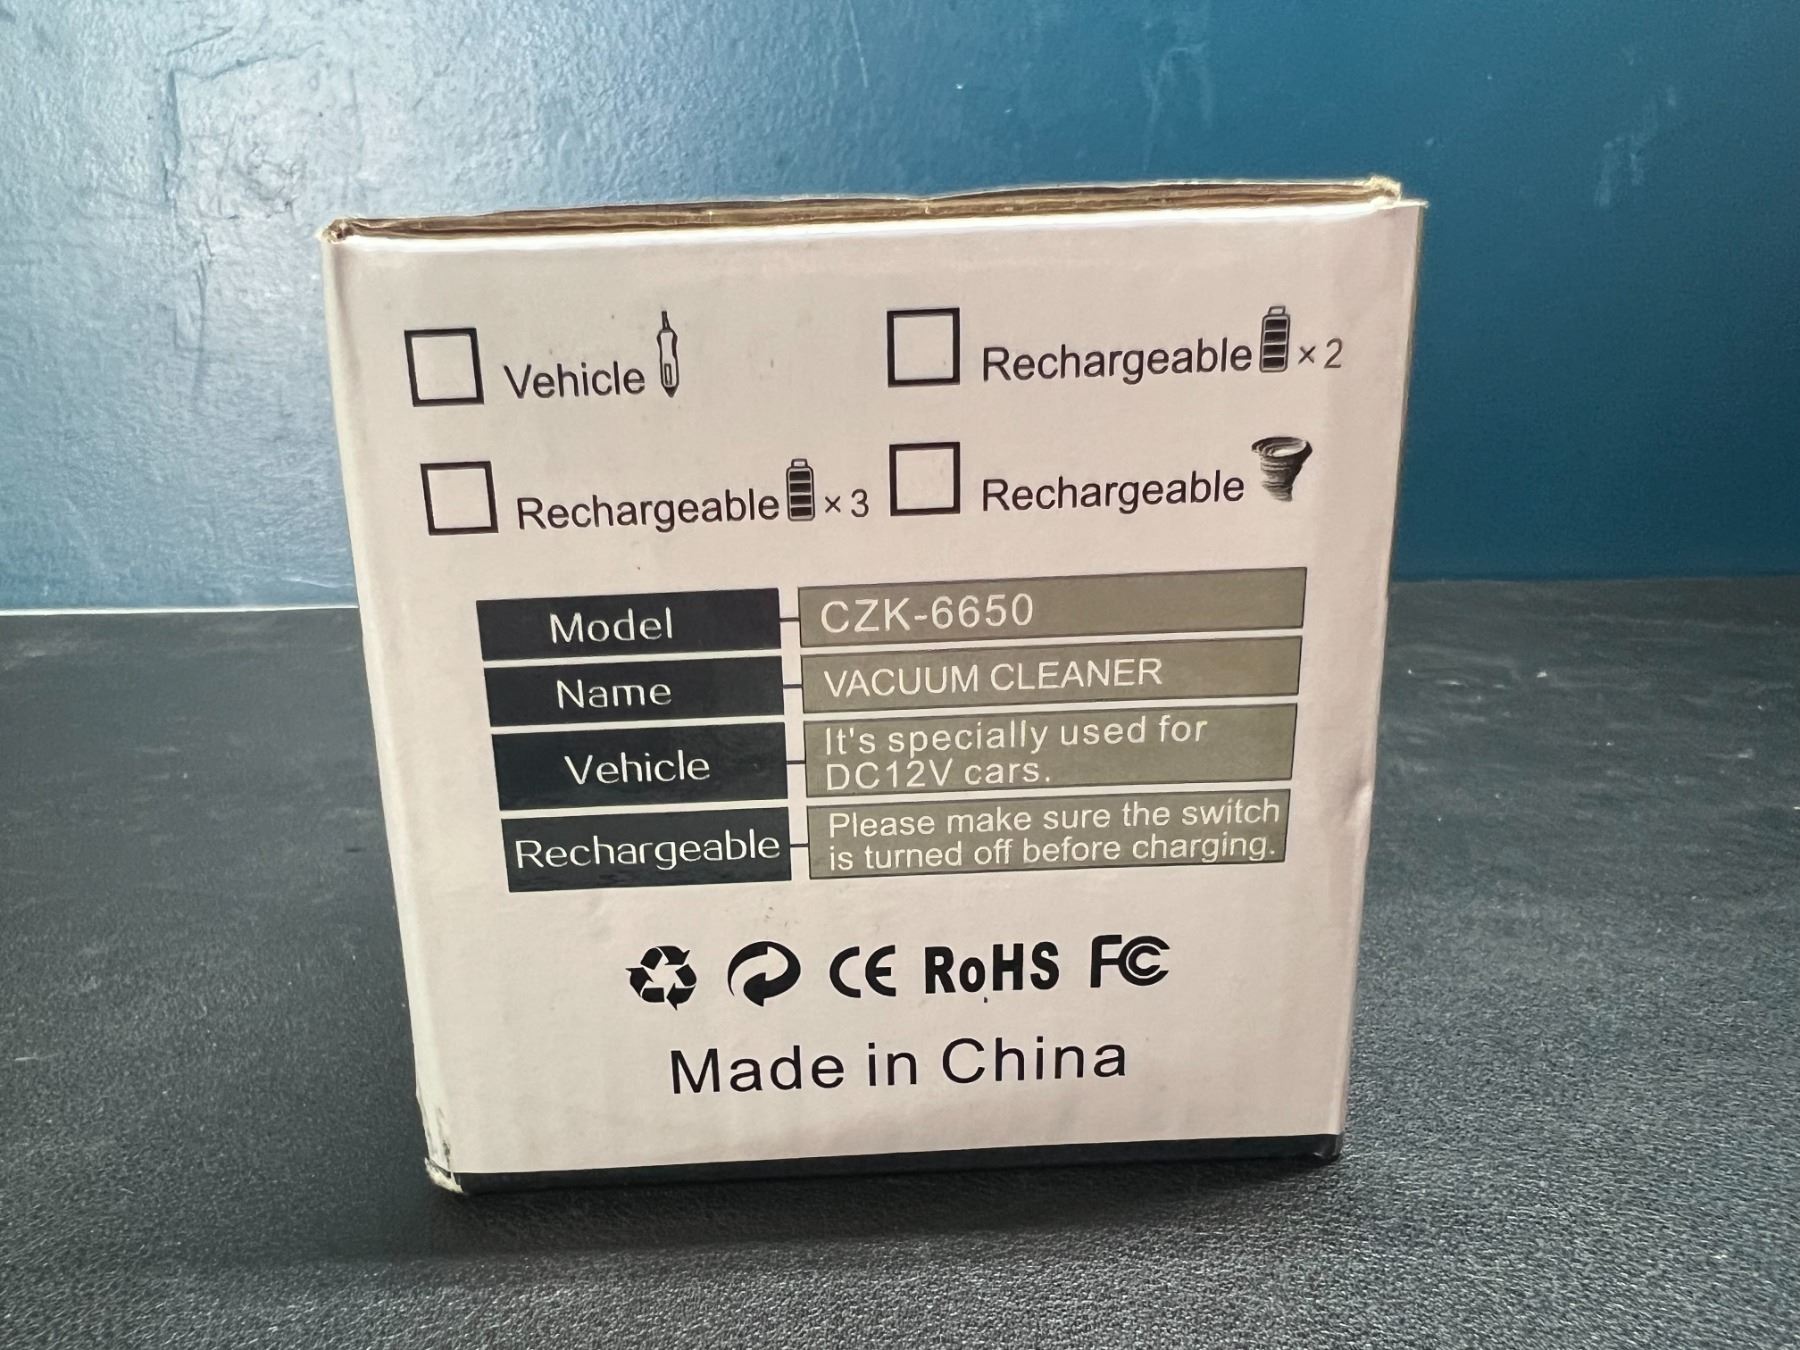 Vehicle
Rechargeable × 2
Rechargeable × 3
Rechargeable
Model CZK-6650
Name VACUUM CLEANER
Vehicle It's specially used for
DC12V cars.
Rechargeable Please make sure the switch
is turned off before charging.
CE RoHS FC
Made in China